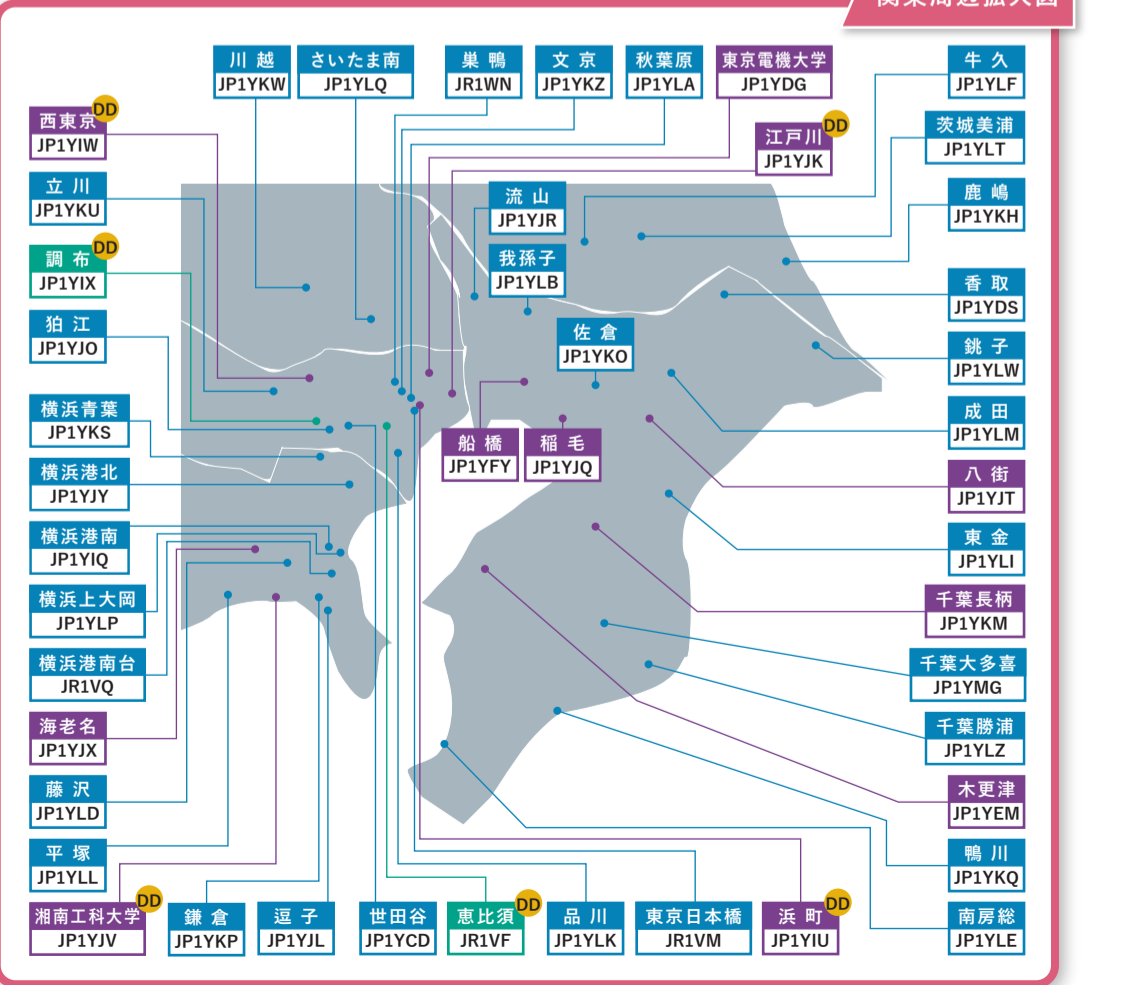 関東周辺拡大図
川越
JP1YKW
さいたま南
JP1YLQ
巣鴨
JR1WN
文京
JP1YKZ
秋葉原
JP1YLA
東京電機大学
JP1YDG
牛久
JP1YLF
西東京
DD
JP1YIW
江戸川
DD
JP1YJK
茨城美浦
JP1YLT
立川
JP1YKU
流山
JP1YJR
鹿嶋
JP1YKH
調布
DD
JP1YIX
我孫子
JP1YLB
香取
JP1YDS
狛江
JP1YJO
佐倉
JP1YKO
銚子
JP1YLW
横浜青葉
JP1YKS
船橋
JP1YFY
稲毛
JP1YJQ
成田
JP1YLM
横浜港北
JP1YJY
八街
JP1YJT
横浜港南
JP1YIQ
東金
JP1YLI
横浜上大岡
JP1YLP
千葉長柄
JP1YKM
横浜港南台
JR1VQ
千葉大多喜
JP1YMG
海老名
JP1YJX
千葉勝浦
JP1YLZ
藤沢
JP1YLD
木更津
JP1YEM
平塚
JP1YLL
鴨川
JP1YKQ
湘南工科大学
DD
JP1YJV
鎌倉
JP1YKP
逗子
JP1YJL
世田谷
JP1YCD
恵比須
DD
JR1VF
品川
JP1YLK
東京日本橋
JR1VM
浜町
DD
JP1YIU
南房総
JP1YLE